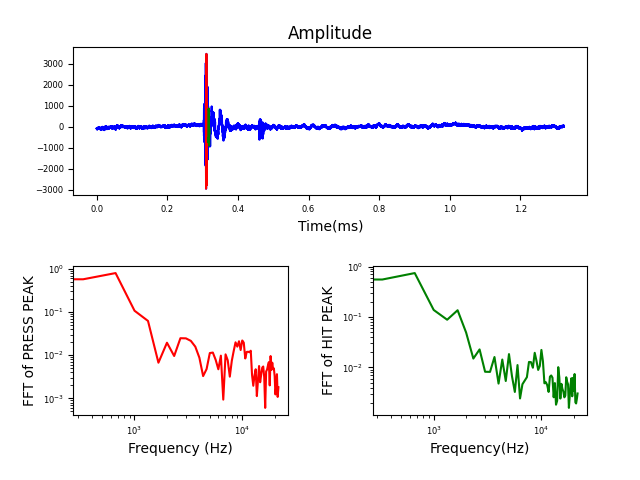 Amplitude
3000
2000
1000
0
−1000
−2000
−3000
0.0 0.2 0.4 0.6 0.8 1.0 1.2
Time(ms)
FFT of PRESS PEAK
10⁰
10⁻¹
10⁻²
10⁻³
10³ 10⁴
Frequency (Hz)
FFT of HIT PEAK
10⁰
10⁻¹
10⁻²
10³ 10⁴
Frequency(Hz)